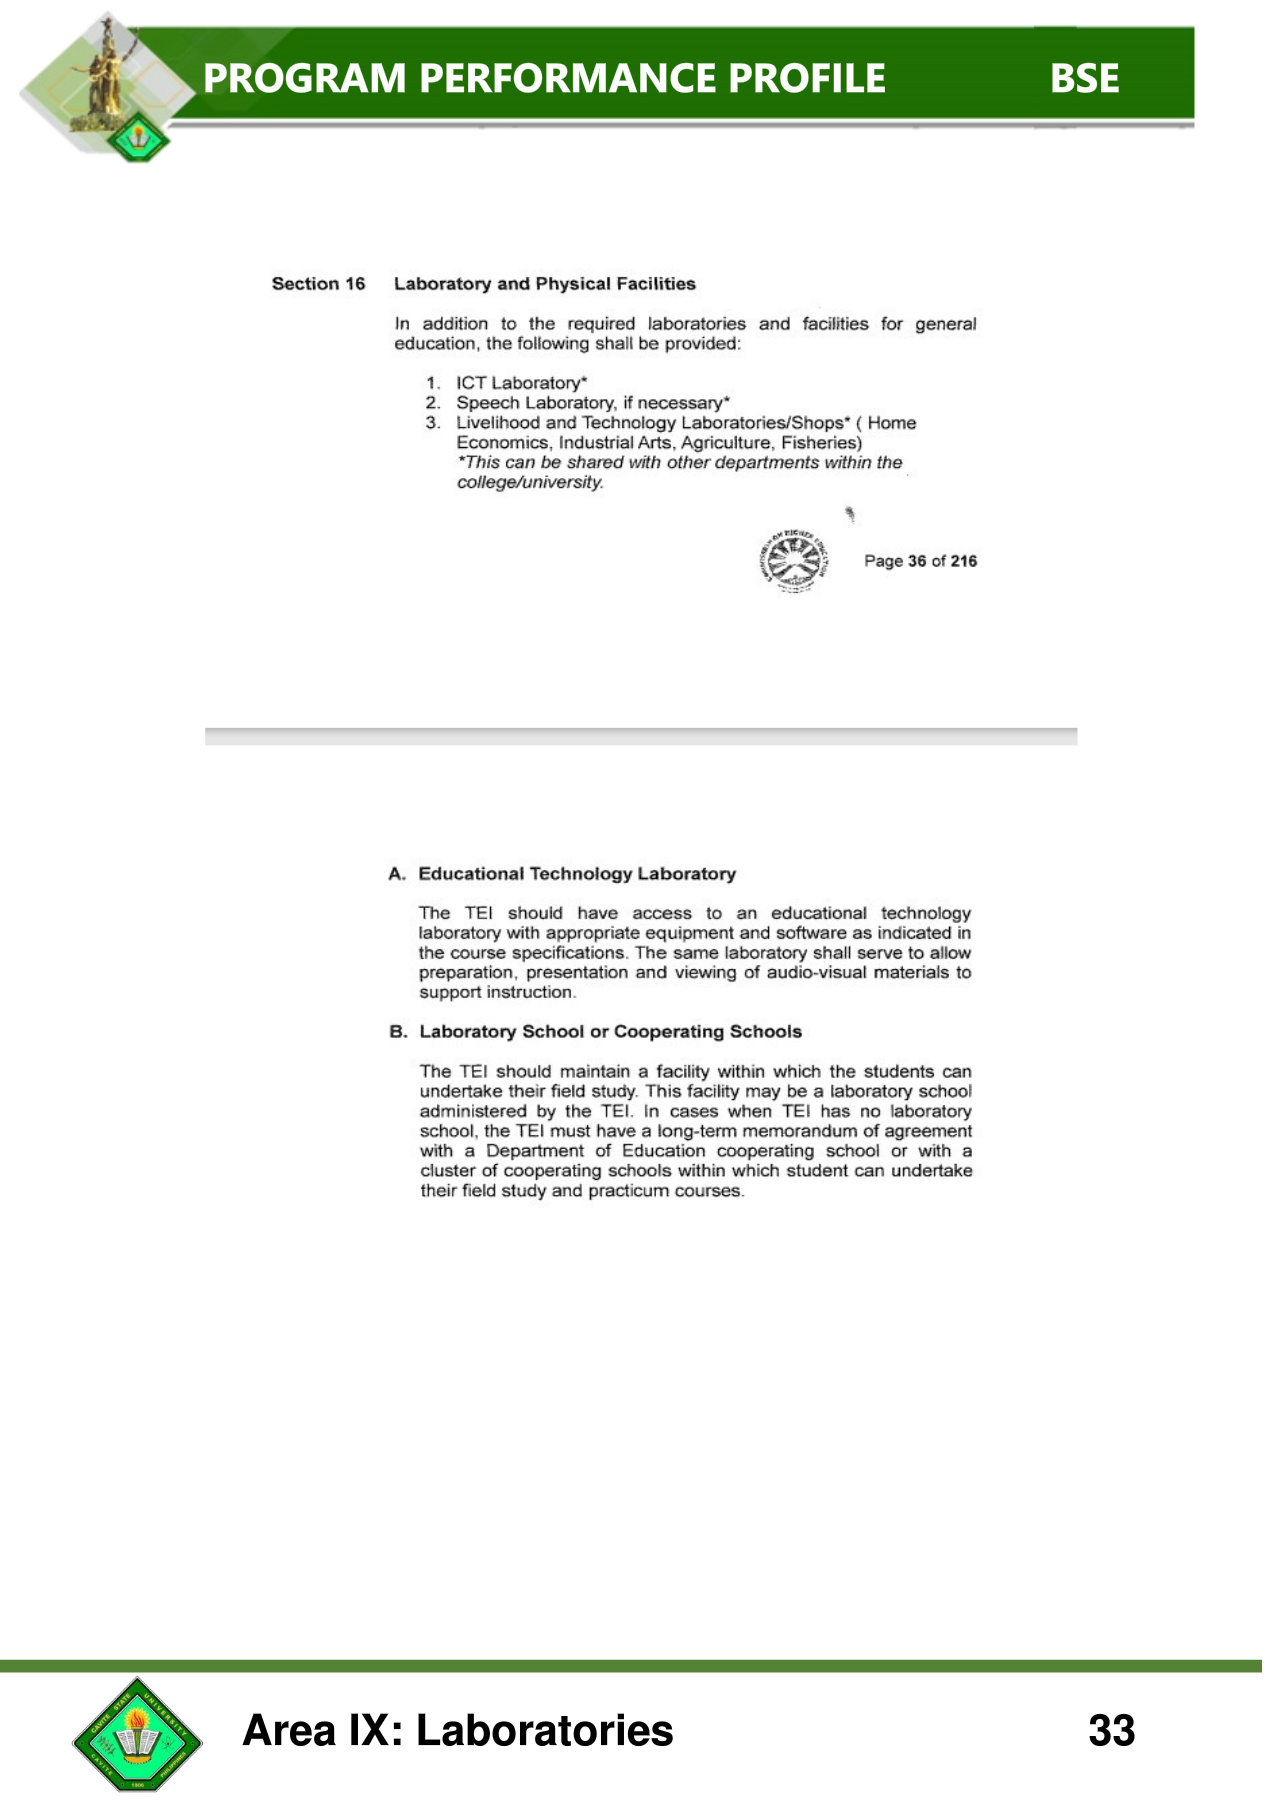 PROGRAM PERFORMANCE PROFILE BSE
Section 16 Laboratory and Physical Facilities
In addition to the required laboratories and facilities for general
education, the following shall be provided:
1. ICT Laboratory*
2. Speech Laboratory, if necessary*
3. Livelihood and Technology Laboratories/Shops* ( Home
Economics, Industrial Arts, Agriculture, Fisheries)
*This can be shared with other departments within the
college/university.
Page 36 of 216
A. Educational Technology Laboratory
The TEI should have access to an educational technology
laboratory with appropriate equipment and software as indicated in
the course specifications. The same laboratory shall serve to allow
preparation, presentation and viewing of audio-visual materials to
support instruction.
B. Laboratory School or Cooperating Schools
The TEI should maintain a facility within which the students can
undertake their field study. This facility may be a laboratory school
administered by the TEI. In cases when TEI has no laboratory
school, the TEI must have a long-term memorandum of agreement
with a Department of Education cooperating school or with a
cluster of cooperating schools within which student can undertake
their field study and practicum courses.
CAVITE STATE UNIVERSITY
CAVITE PHILIPPINES
1906
Area IX: Laboratories 33